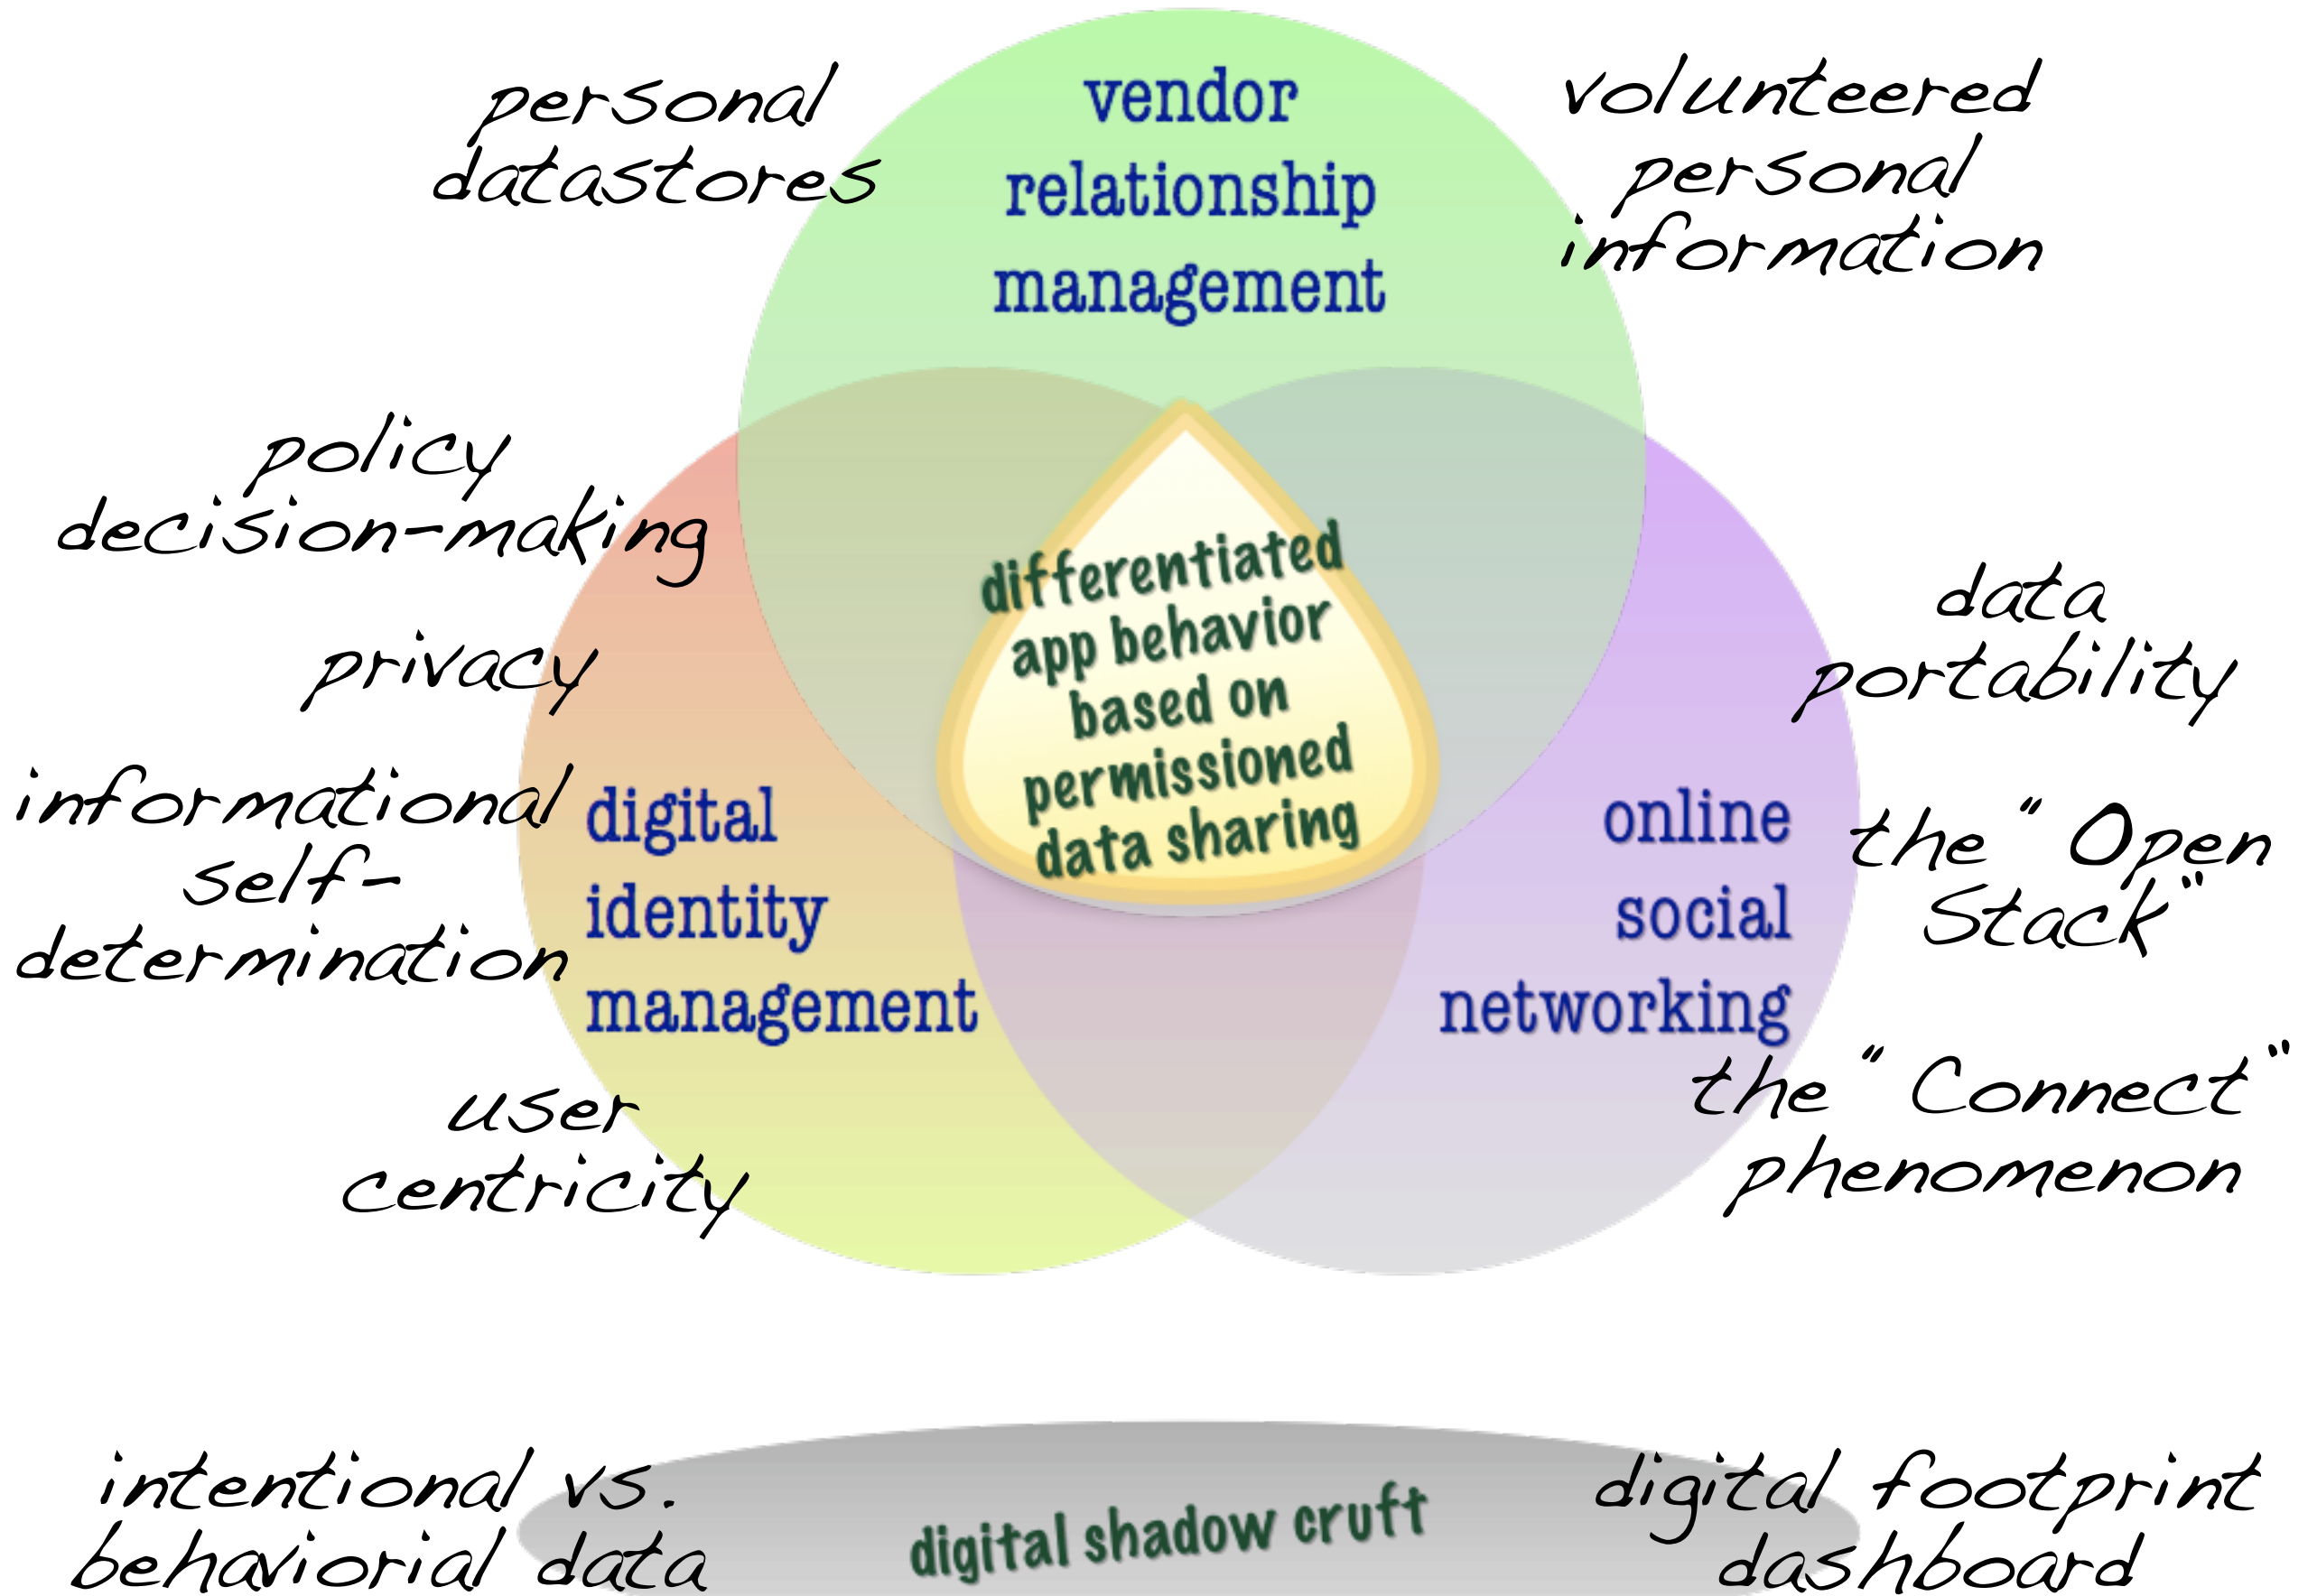 personal
datastores
vendor
relationship
management
volunteered
personal
information
policy
decision-making
privacy
informational
self-
determination
user
centricity
digital
identity
management
differentiated
app behavior
based on
permissioned
data sharing
online
social
networking
data
portability
the "Open
Stack"
the "Connect"
phenomenon
intentional vs.
behaviorial data
digital shadow cruft
digital footprint
dashboard